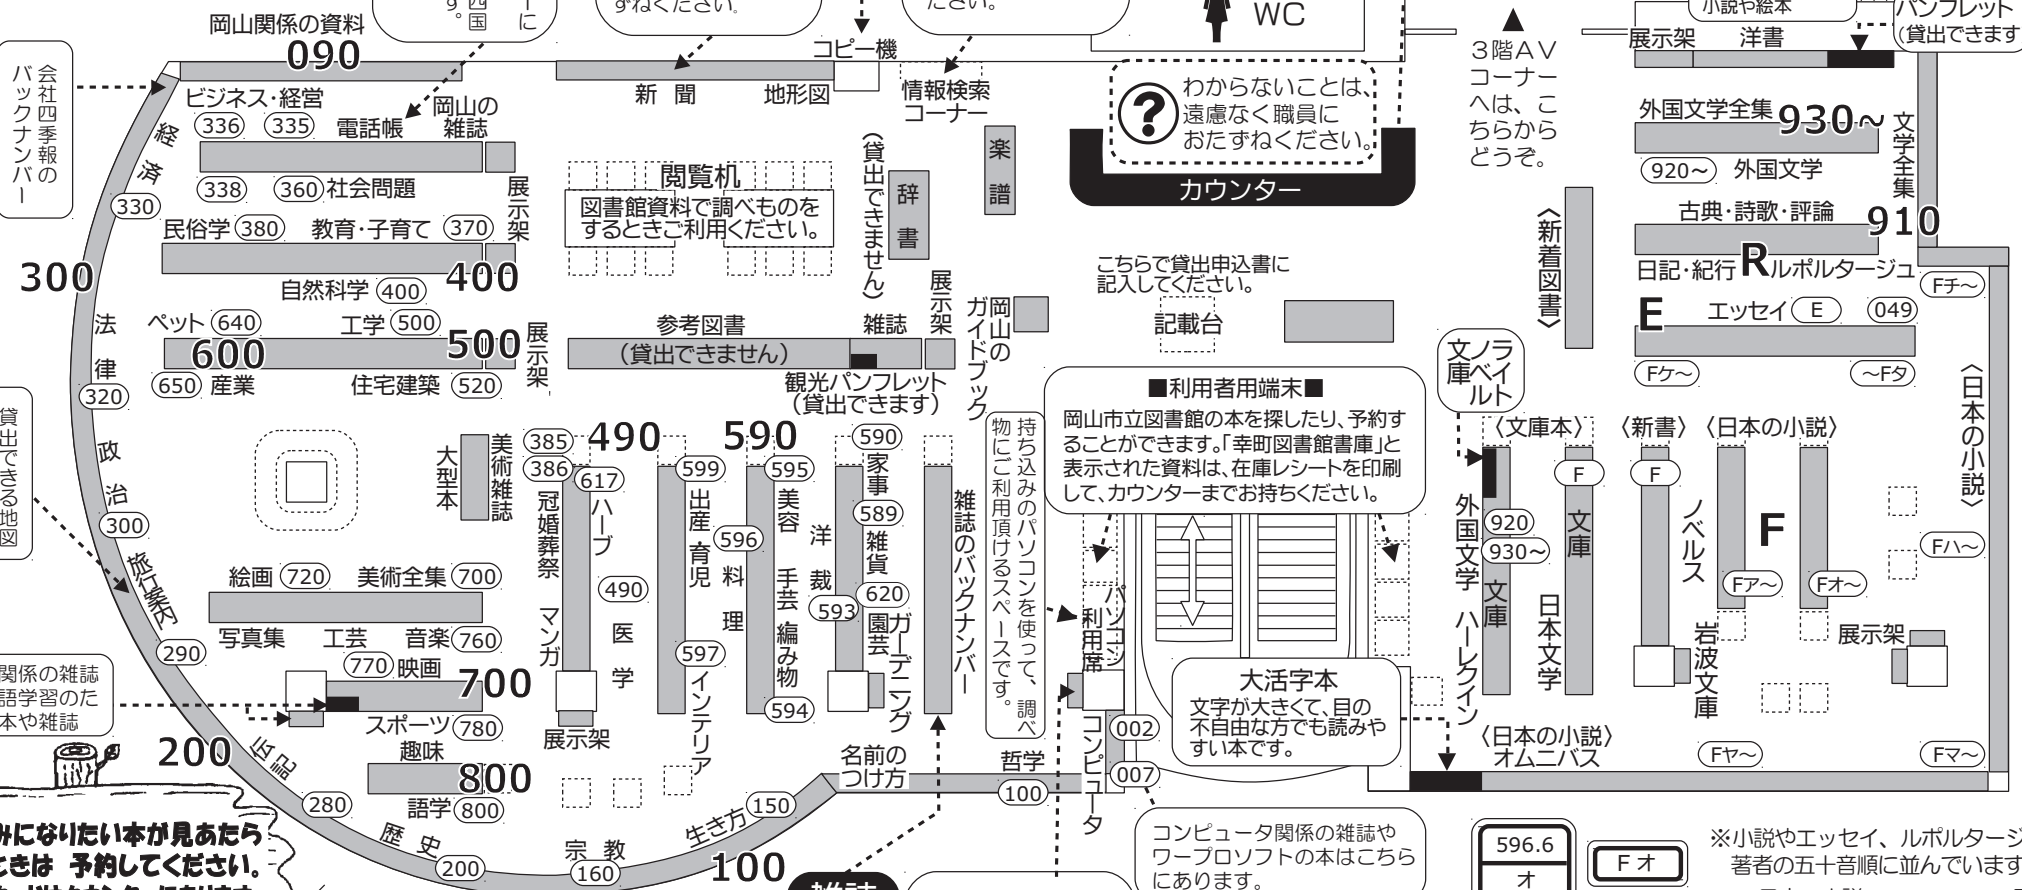 岡山関係の資料
090
す。
四国
に
ずねください。
ださい。
コピー機
WC
小説や絵本
パンフレット
(貸出できます
会社四季報の
バックナンバー
ビジネス・経営
336
335
電話帳
岡山の
雑誌
338
360
社会問題
展示架
新聞
地形図
情報検索
コーナー
わからないことは、
遠慮なく職員に
おたずねください。
?
カウンター
3階AV
コーナー
へは、こ
ちらから
どうぞ。
展示架
洋書
外国文学全集
930~
920~
外国文学
文学全集
古典・詩歌・評論
910
日記・紀行
R
ルポルタージュ
Fチ~
E
エッセイ
E
049
Fケ~
~Fタ
経済
330
民俗学
380
教育・子育て
370
300
自然科学
400
400
閲覧机
図書館資料で調べものを
するときご利用ください。
(貸出できません)
辞書
楽譜
こちらで貸出申込書に
記入してください。
記載台
〈新着図書〉
法律
320
ペット
640
工学
500
600
500
650
産業
住宅建築
520
展示架
参考図書
(貸出できません)
雑誌
展示架
岡山の
ガイドブック
観光パンフレット
(貸出できます)
■利用者用端末■
岡山市立図書館の本を探したり、予約す
ることができます。「幸町図書館書庫」と
表示された資料は、在庫レシートを印刷
して、カウンターまでお持ちください。
ライト
ノベル
文庫
〈文庫本〉
〈新書〉
〈日本の小説〉
〈日本の小説〉
貸出できる地図
政治
300
大型本
美術雑誌
385
386
490
617
ハーブ
冠婚葬祭
マンガ
490
医学
599
出産・育児
597
インテリア
590
595
596
美容
料理
手芸・編み物
594
590
家事
589
雑貨
洋裁
593
620
園芸
ガーデニング
雑誌のバックナンバー
持ち込みのパソコンを使って、調べ
物にご利用頂けるスペースです。
パソコン
利用席
F
F
外国文学
920
930~
文庫
ハーレクイン
文庫
日本文学
ノベルス
F
Fア~
Fオ~
Fハ~
岩波文庫
展示架
旅行案内
290
絵画
720
美術全集
700
写真集
工芸
音楽
760
770
映画
700
スポーツ
780
趣味
800
語学
800
関係の雑誌
語学習のた
本や雑誌
200
伝記
280
歴史
200
宗教
160
生き方
150
100
展示架
名前の
つけ方
哲学
100
コンピュータ
002
007
大活字本
文字が大きくて、目の
不自由な方でも読みや
すい本です。
〈日本の小説〉
オムニバス
Fヤ~
Fマ~
みになりたい本が見あたら
ときは 予約してください。
雑誌
コンピュータ関係の雑誌や
ワープロソフトの本はこちら
にあります。
596.6
オ
Fオ
※小説やエッセイ、ルポルタージ
著者の五十音順に並んでいます